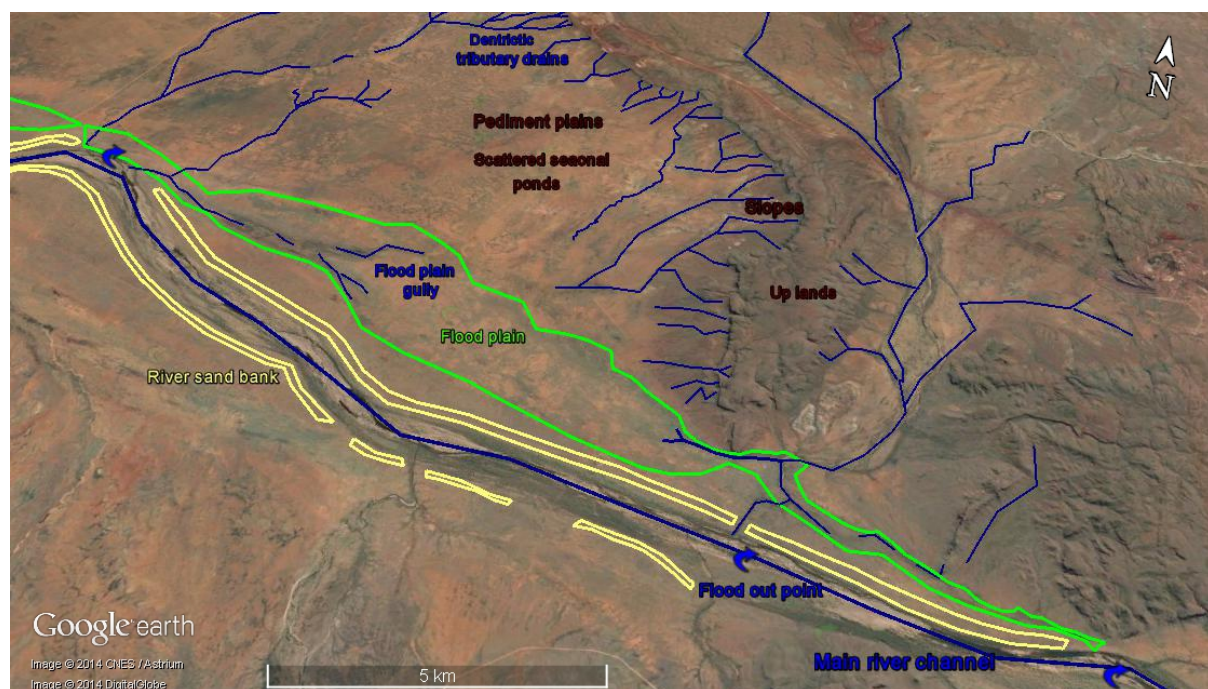 Dentrictic
tributary drains
N
Pediment plains
Scattered seaonal
ponds
Slopes
Flood plain
gully
Up lands
Flood plain
River sand bank
Flood out point
Google earth
Main river channel
Image © 2014 CNES / Astrium
5 km
Image © 2014 DigitalGlobe